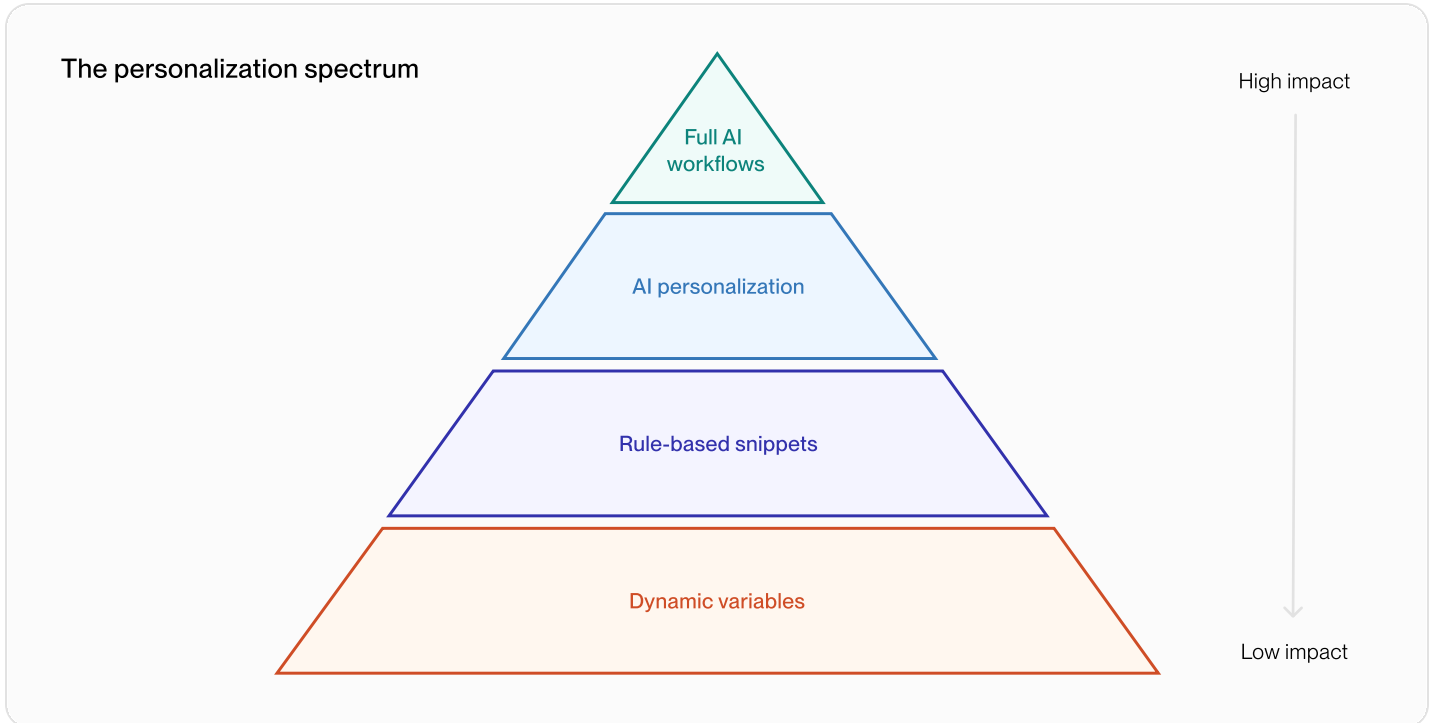 The personalization spectrum
High impact
Full AI
workflows
AI personalization
Rule-based snippets
Dynamic variables
Low impact